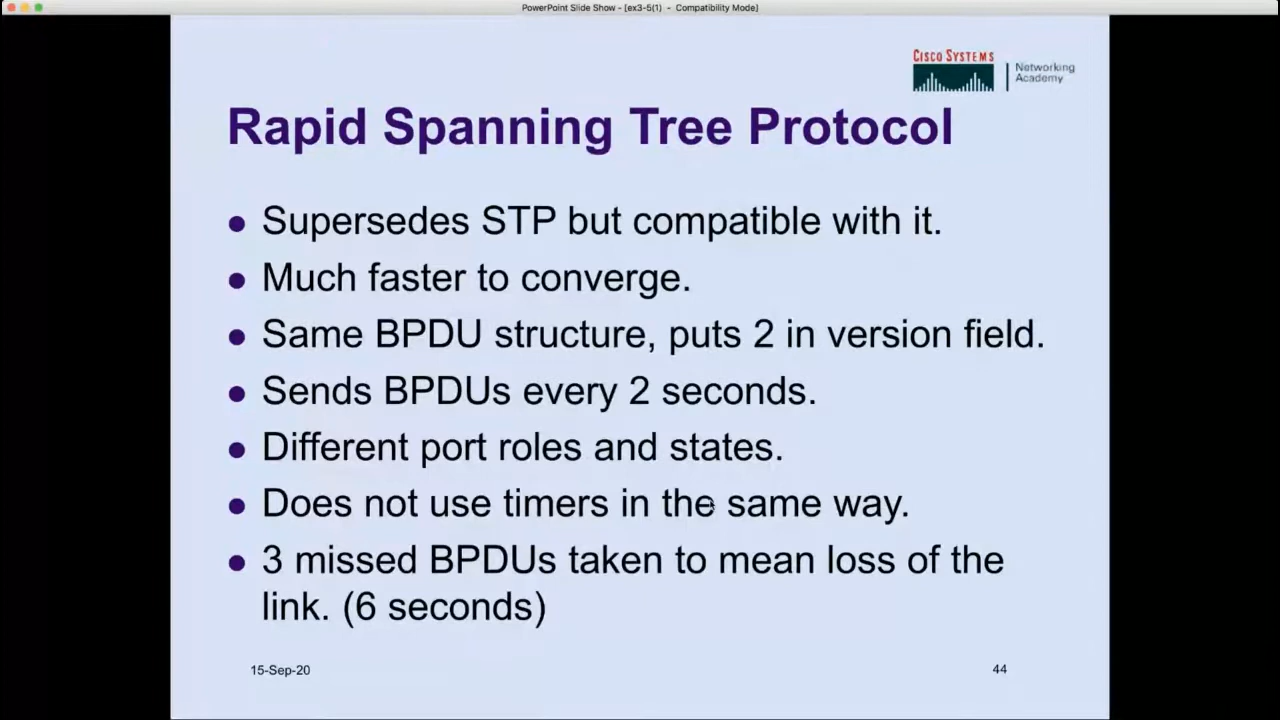 PowerPoint Slide Show - [ex3-5(1) - Compatibility Mode]
CISCO SYSTEMS
Networking
Academy
Rapid Spanning Tree Protocol
● Supersedes STP but compatible with it.
● Much faster to converge.
● Same BPDU structure, puts 2 in version field.
● Sends BPDUs every 2 seconds.
● Different port roles and states.
● Does not use timers in the same way.
● 3 missed BPDUs taken to mean loss of the
link. (6 seconds)
15-Sep-20
44